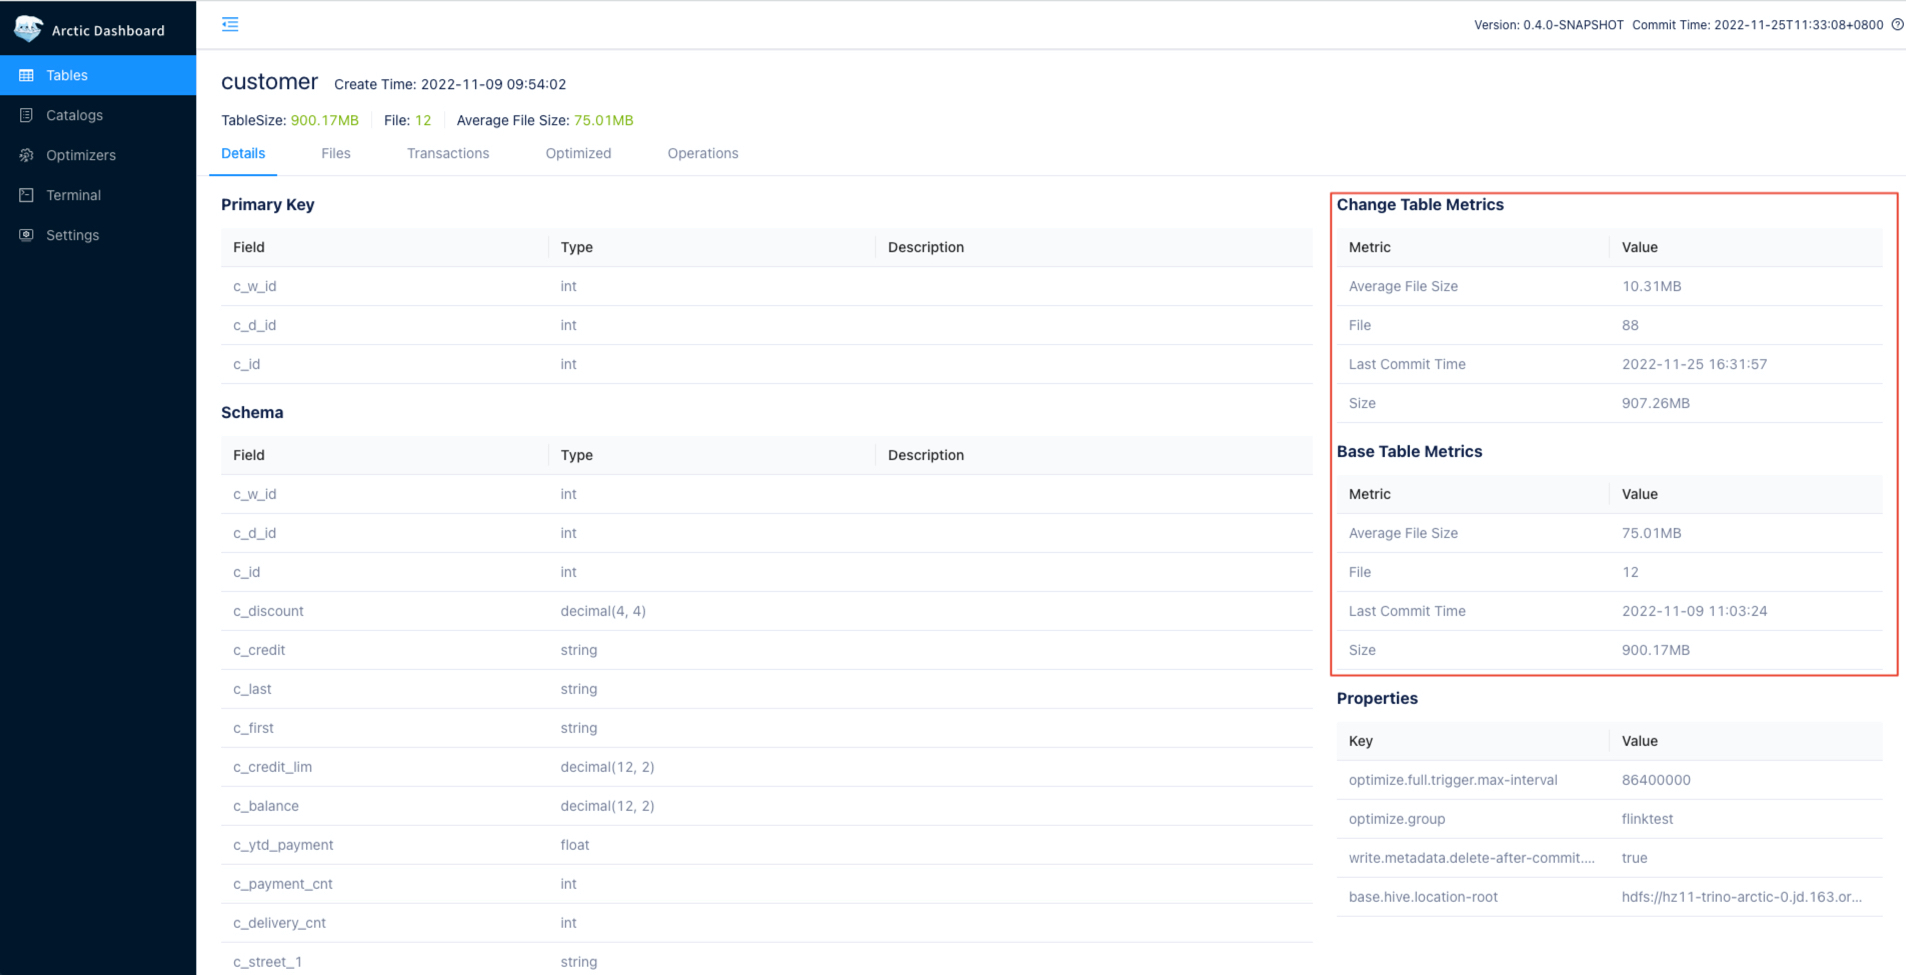 Arctic Dashboard
Version: 0.4.0-SNAPSHOT Commit Time: 2022-11-25T11:33:08+0800
Tables
Catalogs
Optimizers
Terminal
Settings
customer Create Time: 2022-11-09 09:54:02
TableSize: 900.17MB File: 12 Average File Size: 75.01MB
Details Files Transactions Optimized Operations
Primary Key
Field Type Description
c_w_id int
c_d_id int
c_id int
Schema
Field Type Description
c_w_id int
c_d_id int
c_id int
c_discount decimal(4, 4)
c_credit string
c_last string
c_first string
c_credit_lim decimal(12, 2)
c_balance decimal(12, 2)
c_ytd_payment float
c_payment_cnt int
c_delivery_cnt int
c_street_1 string
Change Table Metrics
Metric Value
Average File Size 10.31MB
File 88
Last Commit Time 2022-11-25 16:31:57
Size 907.26MB
Base Table Metrics
Metric Value
Average File Size 75.01MB
File 12
Last Commit Time 2022-11-09 11:03:24
Size 900.17MB
Properties
Key Value
optimize.full.trigger.max-interval 86400000
optimize.group flinktest
write.metadata.delete-after-commit.... true
base.hive.location-root hdfs://hz11-trino-arctic-0.jd.163.or...